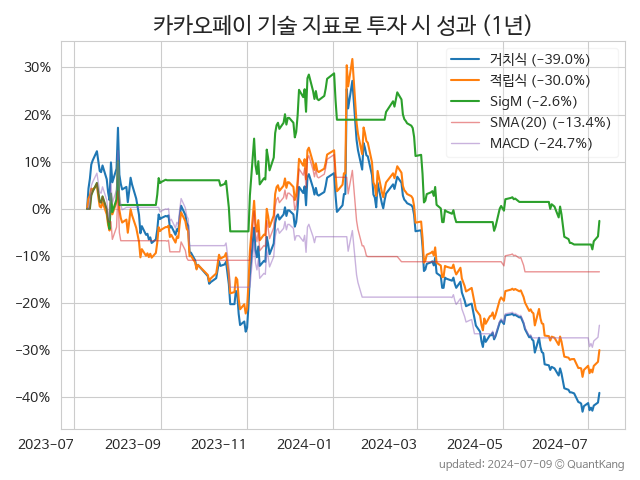 카카오페이 기술 지표로 투자 시 성과 (1년)
거치식 (−39.0%)
적립식 (−30.0%)
SigM (−2.6%)
SMA(20) (−13.4%)
MACD (−24.7%)
30%
20%
10%
0%
−10%
−20%
−30%
−40%
2023-07 2023-09 2023-11 2024-01 2024-03 2024-05 2024-07
updated: 2024-07-09 © QuantKang